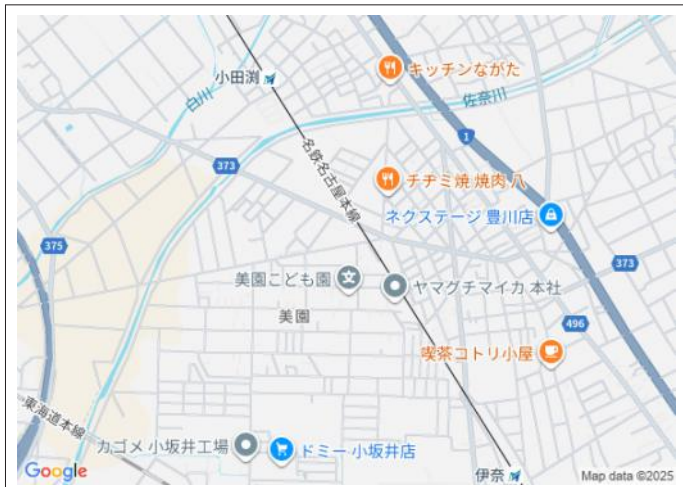 キッチンながた
小田渕
白川
佐奈川
1
373
名鉄名古屋本線
チヂミ焼 焼肉 八
ネクステージ 豊川店
375
373
美園こども園
ヤマグチマイカ 本社
美園
496
喫茶コトリ小屋
東海道本線
カゴメ 小坂井工場
ドミー 小坂井店
Google
伊奈
Map data ©2025